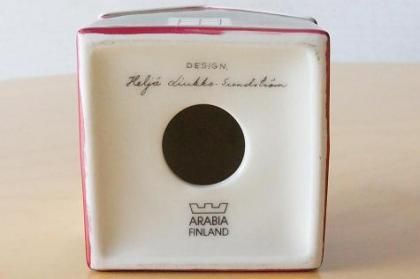 DESIGN,
Heljä Liukko-Sundström
ARABIA
FINLAND